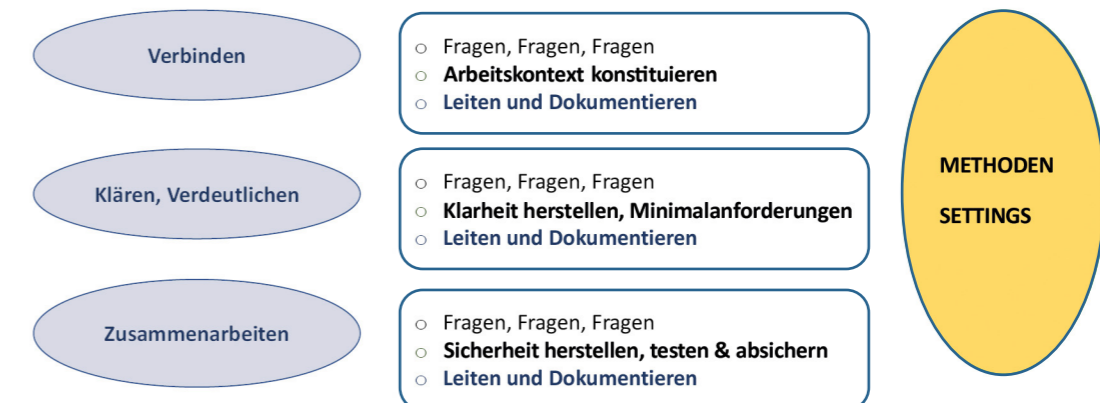 Verbinden
○ Fragen, Fragen, Fragen
○ Arbeitskontext konstituieren
○ Leiten und Dokumentieren
Klären, Verdeutlichen
○ Fragen, Fragen, Fragen
○ Klarheit herstellen, Minimalanforderungen
○ Leiten und Dokumentieren
Zusammenarbeiten
○ Fragen, Fragen, Fragen
○ Sicherheit herstellen, testen & absichern
○ Leiten und Dokumentieren
METHODEN
SETTINGS